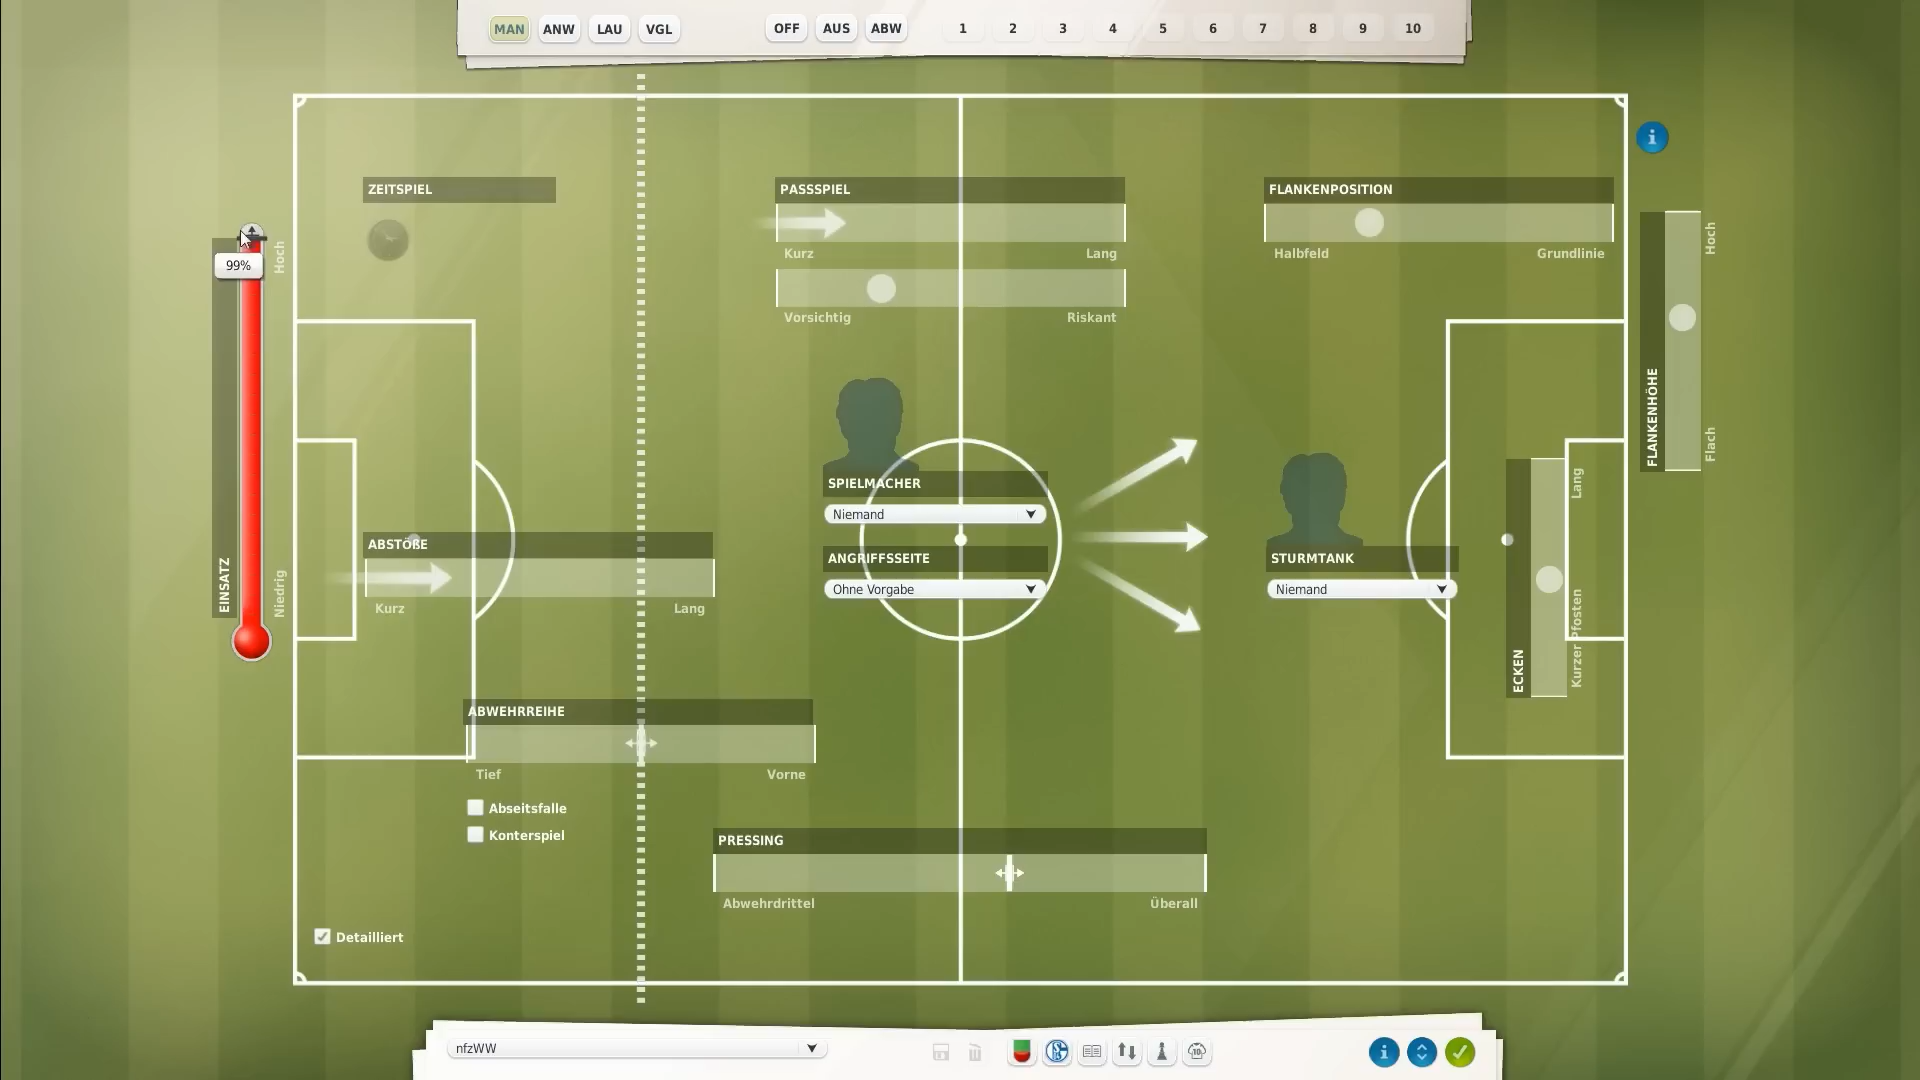 MAN ANW LAU VGL OFF AUS ABW 1 2 3 4 5 6 7 8 9 10
ZEITSPIEL
PASSSPIEL
Kurz Lang
Vorsichtig Riskant
FLANKENPOSITION
Halbfeld Grundlinie
Hoch
99%
EINSATZ
Niedrig
FLANKENHÖHE
Hoch
Flach
SPIELMACHER
Niemand
ANGRIFFSSEITE
Ohne Vorgabe
STURMTANK
Niemand
ABSTÖßE
Kurz Lang
ECKEN
Lang
Kurzer Pfosten
ABWEHRREIHE
Tief Vorne
Abseitsfalle
Konterspiel
PRESSING
Abwehrdrittel Überall
Detailliert
nfzWW
10